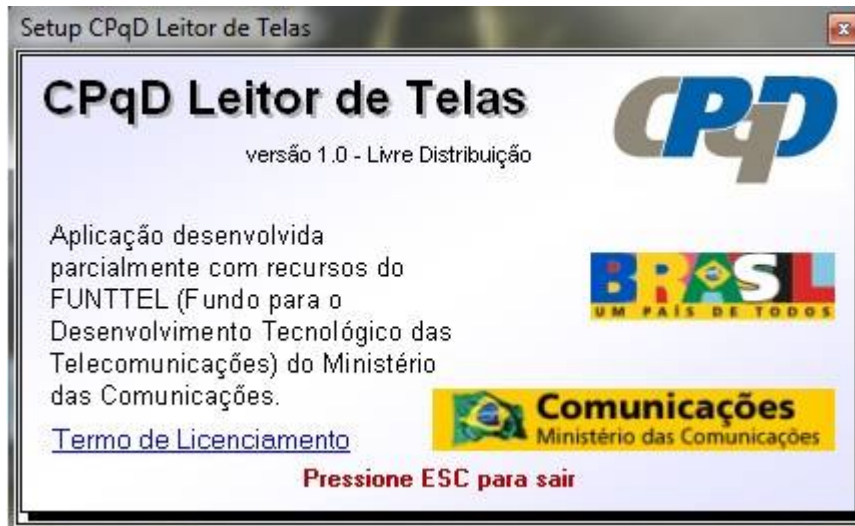 Setup CPqD Leitor de Telas
x
CPqD Leitor de Telas
CPqD
versão 1.0 - Livre Distribuição
Aplicação desenvolvida
parcialmente com recursos do
FUNTTEL (Fundo para o
Desenvolvimento Tecnológico das
Telecomunicações) do Ministério
das Comunicações.
BRASIL
UM PAÍS DE TODOS
Comunicações
Ministério das Comunicações
Termo de Licenciamento
Pressione ESC para sair